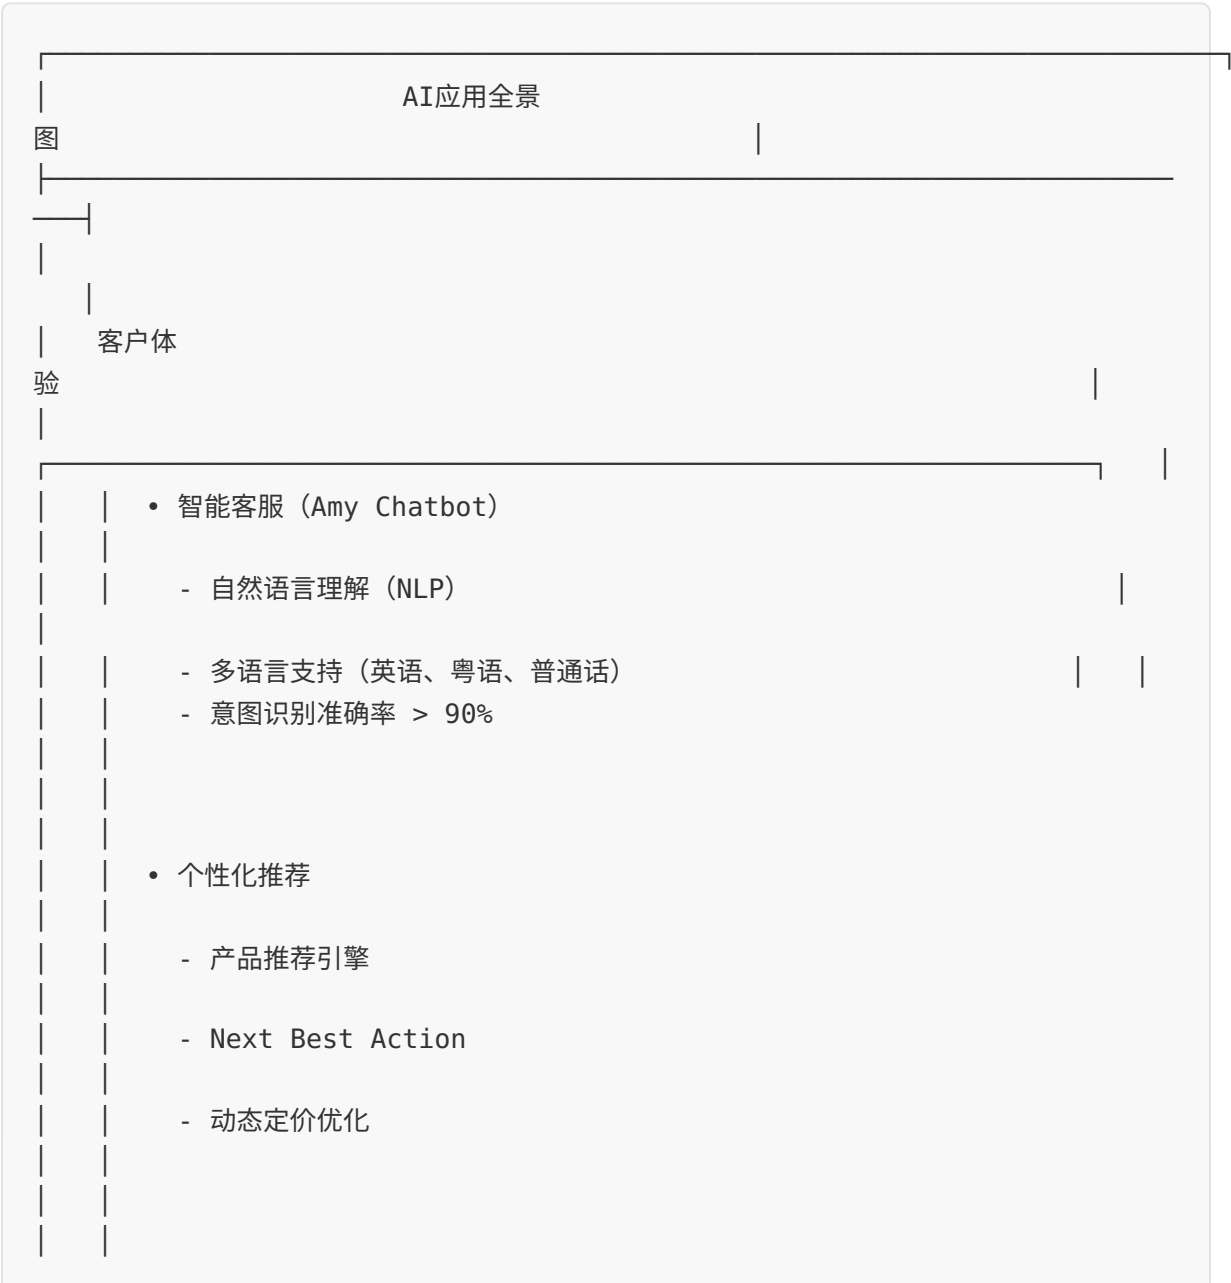 AI应用全景
图
客户体
验
• 智能客服（Amy Chatbot）
- 自然语言理解（NLP）
- 多语言支持（英语、粤语、普通话）
- 意图识别准确率 > 90%
• 个性化推荐
- 产品推荐引擎
- Next Best Action
- 动态定价优化